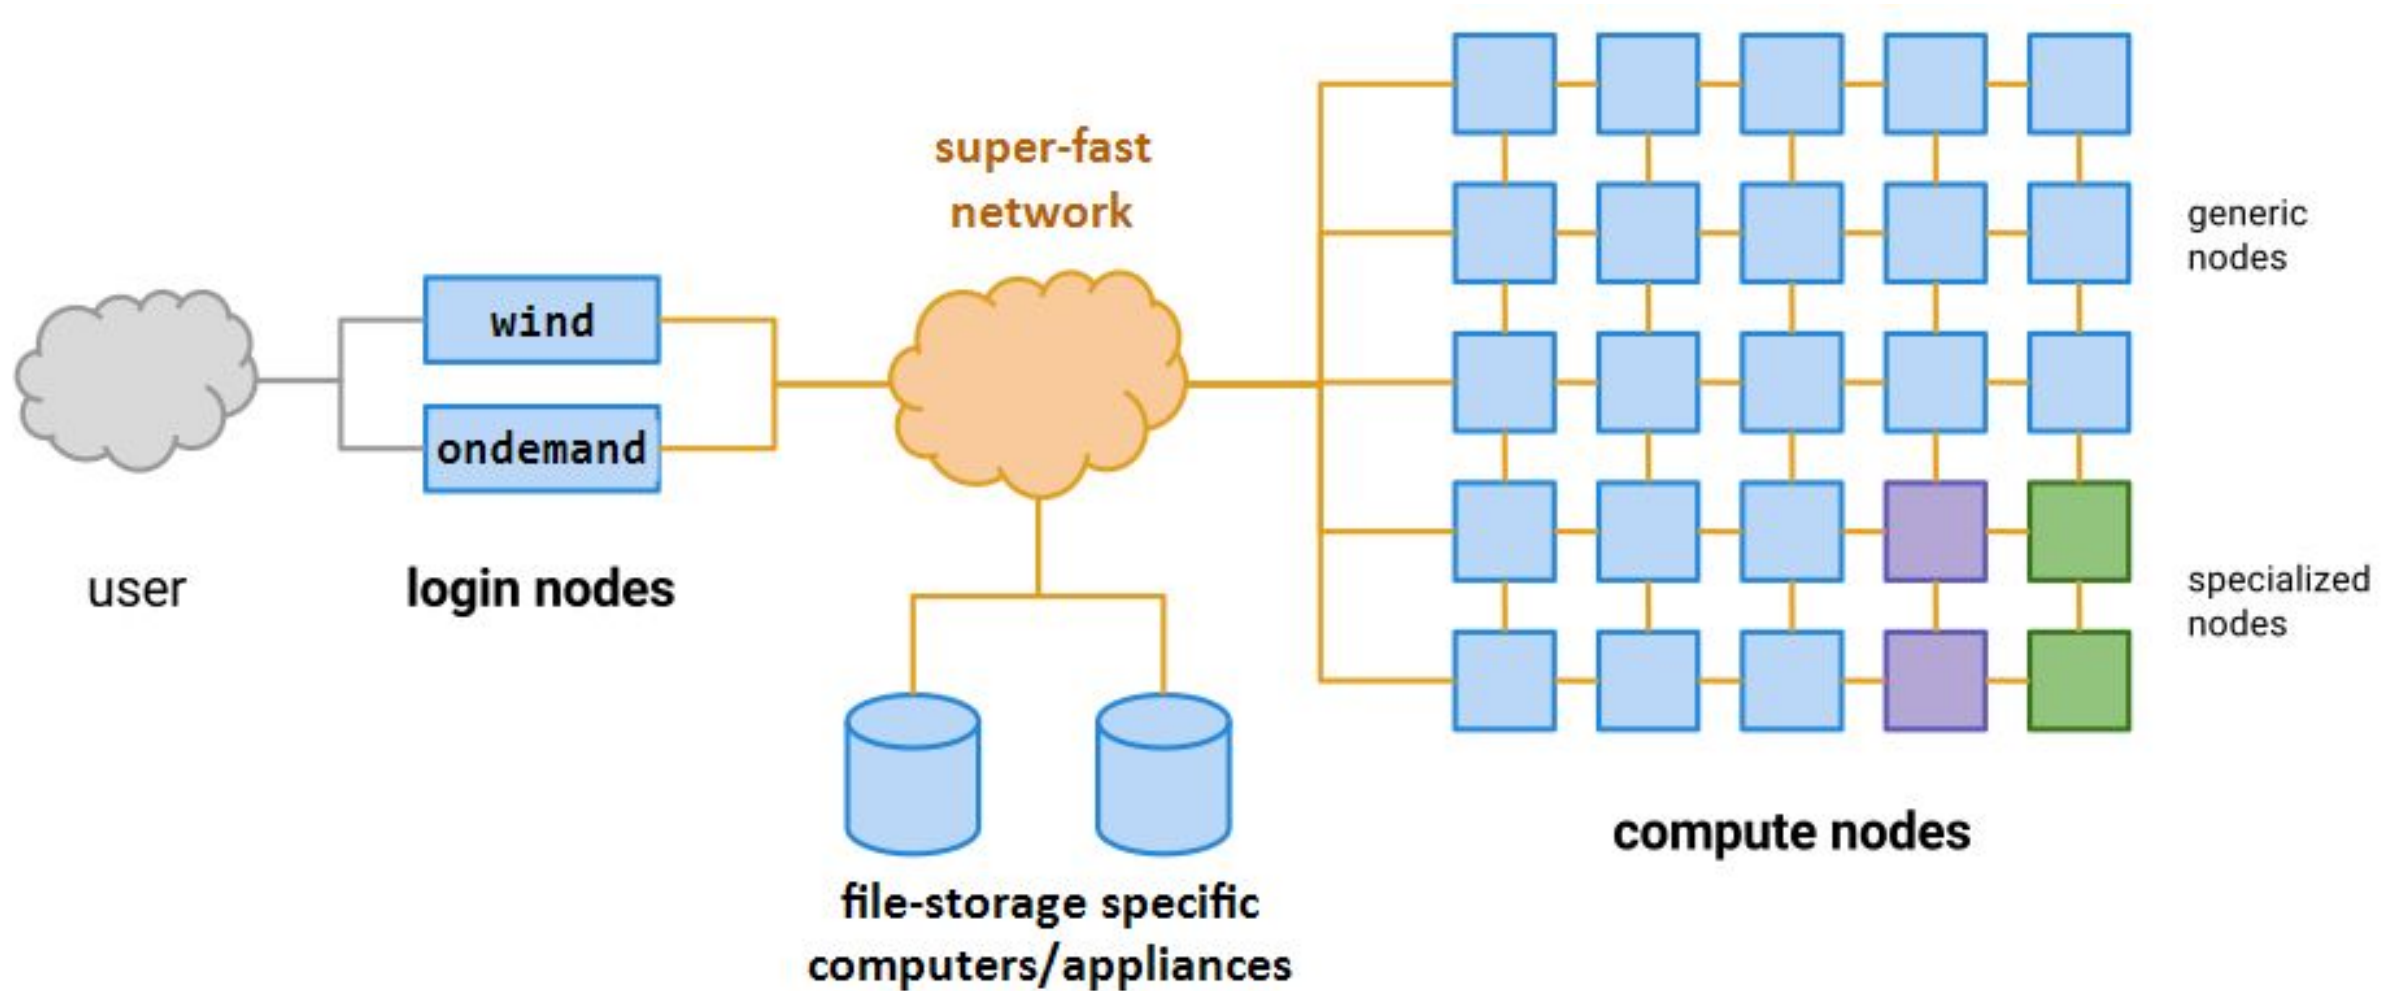 super-fast
network
generic
nodes
wind
ondemand
user
login nodes
specialized
nodes
compute nodes
file-storage specific
computers/appliances